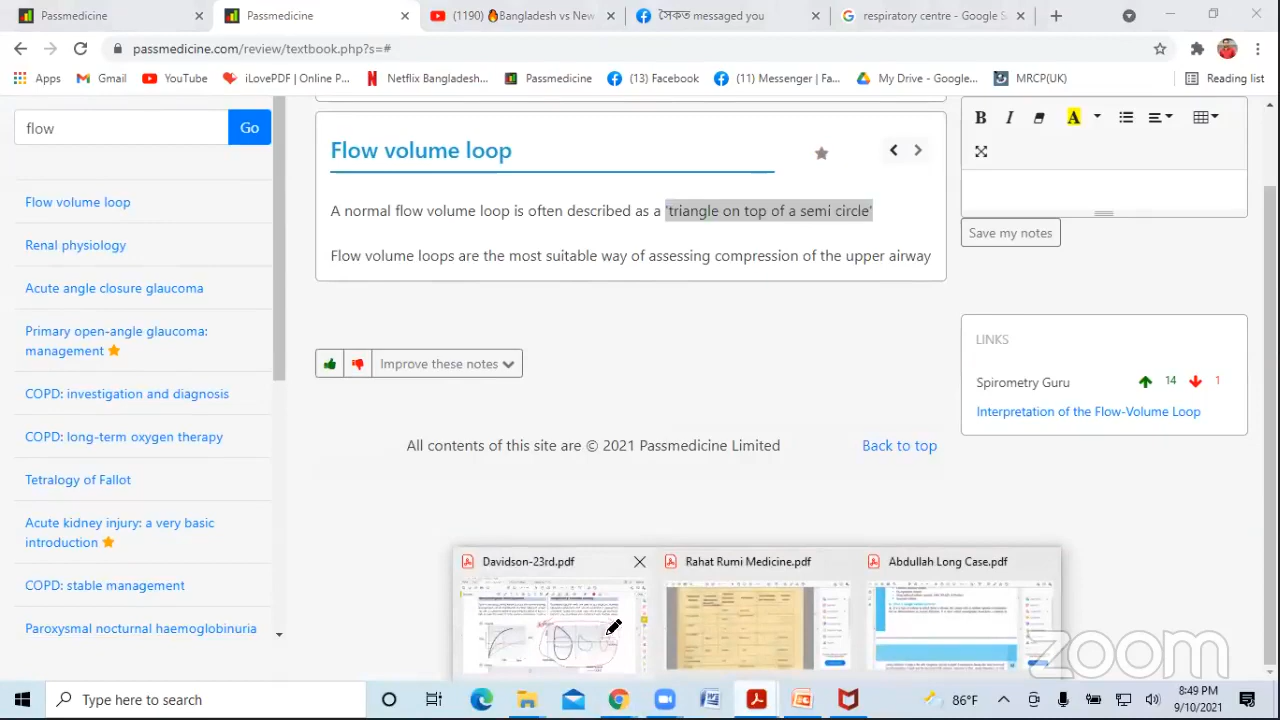 Passmedicine
Passmedicine
(1190) 🔥Bangladesh vs New
সৈকত messaged you
respiratory centre - Google S
passmedicine.com/review/textbook.php?s=#
Apps
Gmail
YouTube
iLovePDF | Online P...
Netflix Bangladesh...
Passmedicine
(13) Facebook
(11) Messenger | Fa...
My Drive - Google...
MRCP(UK)
Reading list
flow
Go
Flow volume loop
Renal physiology
Acute angle closure glaucoma
Primary open-angle glaucoma:
management
COPD: investigation and diagnosis
COPD: long-term oxygen therapy
Tetralogy of Fallot
Acute kidney injury: a very basic
introduction
COPD: stable management
Paroxysmal nocturnal haemoglobinuria
Flow volume loop
A normal flow volume loop is often described as a 'triangle on top of a semi circle'
Flow volume loops are the most suitable way of assessing compression of the upper airway
Improve these notes
All contents of this site are © 2021 Passmedicine Limited
Back to top
B I A
Save my notes
LINKS
Spirometry Guru 14 1
Interpretation of the Flow-Volume Loop
Davidson-23rd.pdf
Rahat Rumi Medicine.pdf
Abdullah Long Case.pdf
zoom
Type here to search
86°F
8:49 PM
9/10/2021